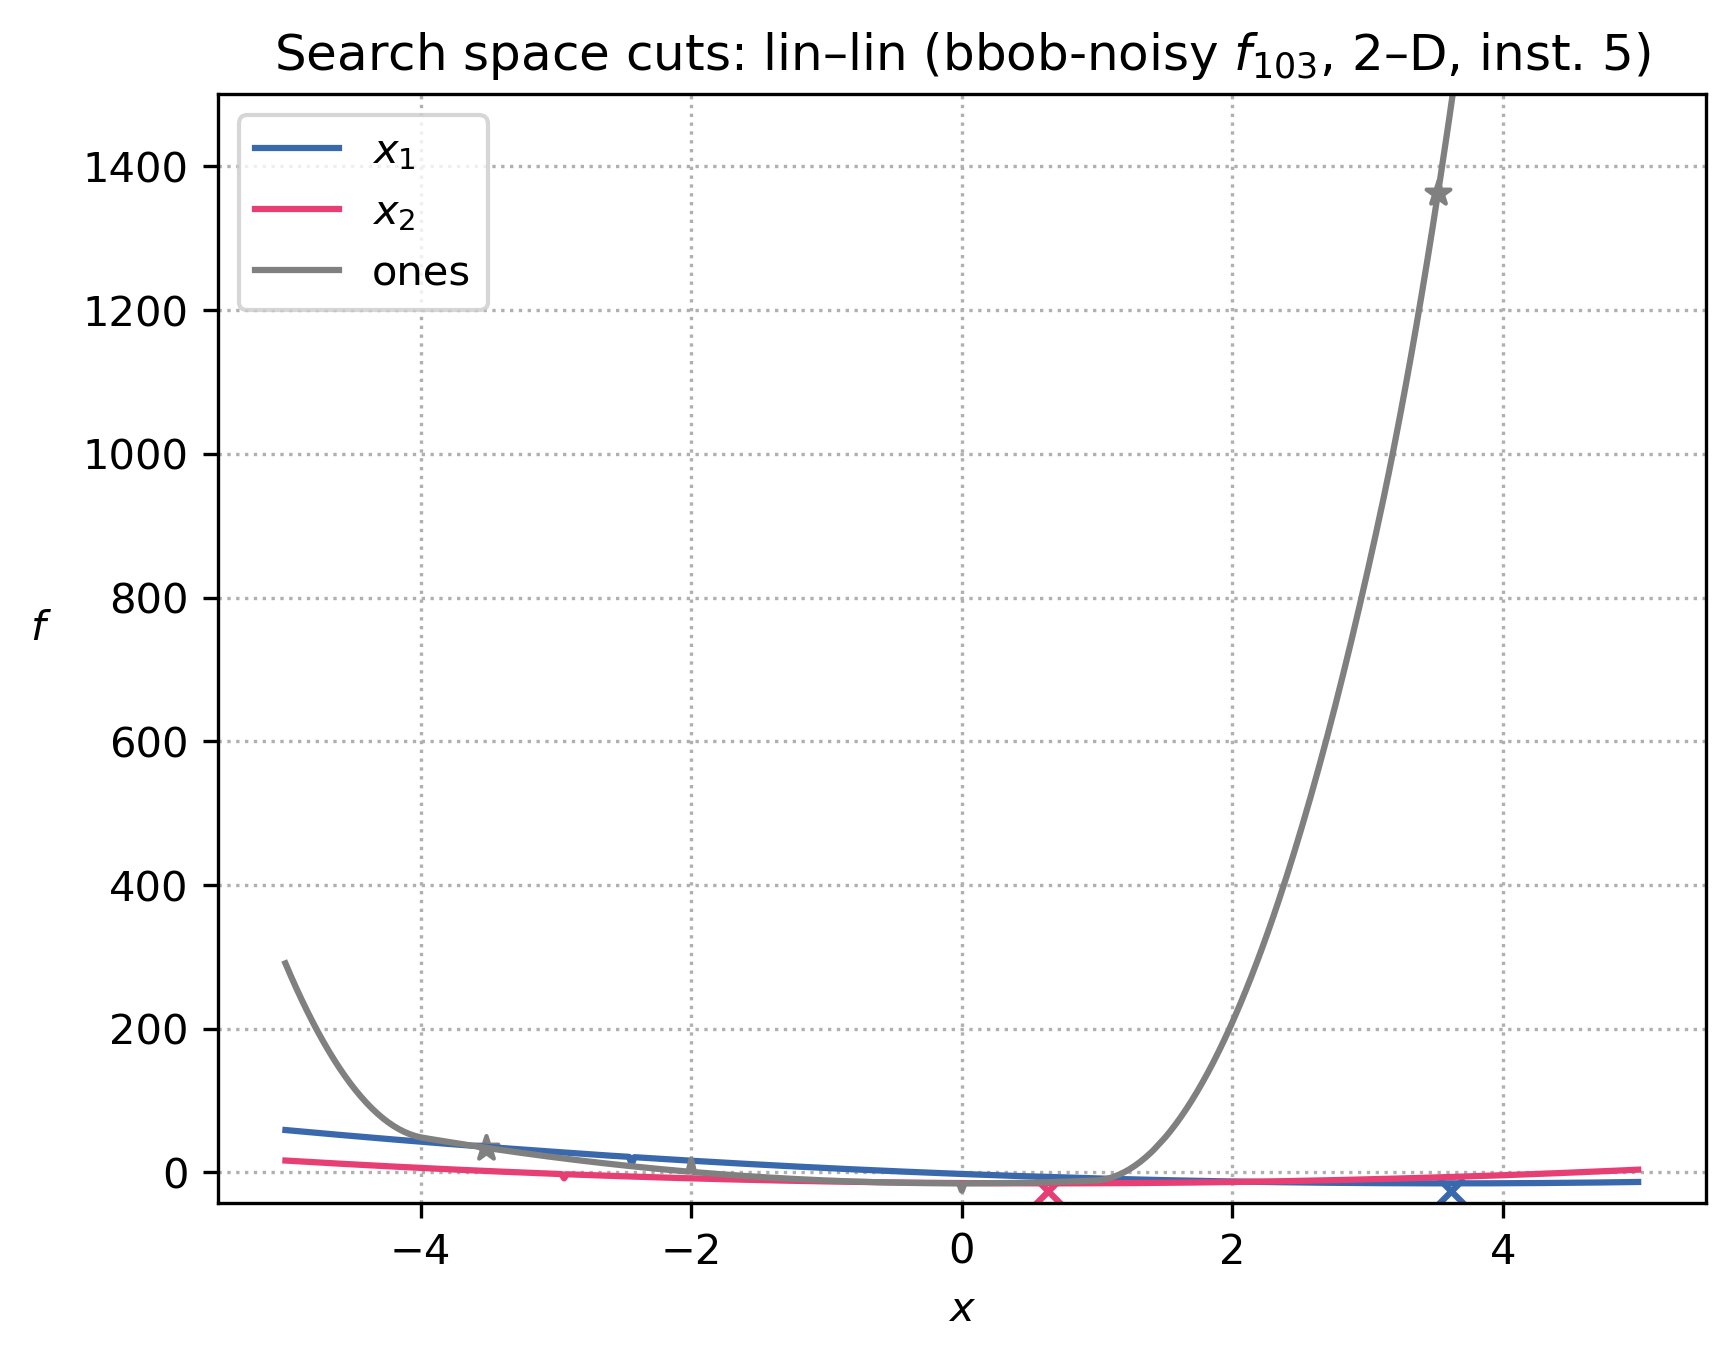 Search space cuts: lin–lin (bbob-noisy f₁₀₃, 2–D, inst. 5)
x₁
x₂
ones
1400
1200
1000
800
600
400
200
0
f
−4 −2 0 2 4
x